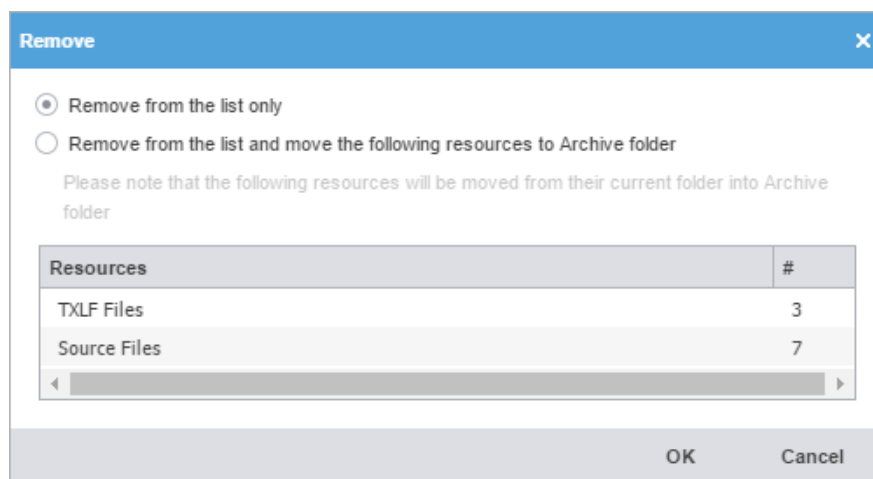 Remove
Remove from the list only
Remove from the list and move the following resources to Archive folder
Please note that the following resources will be moved from their current folder into Archive
folder
Resources #
TXLF Files 3
Source Files 7
OK Cancel